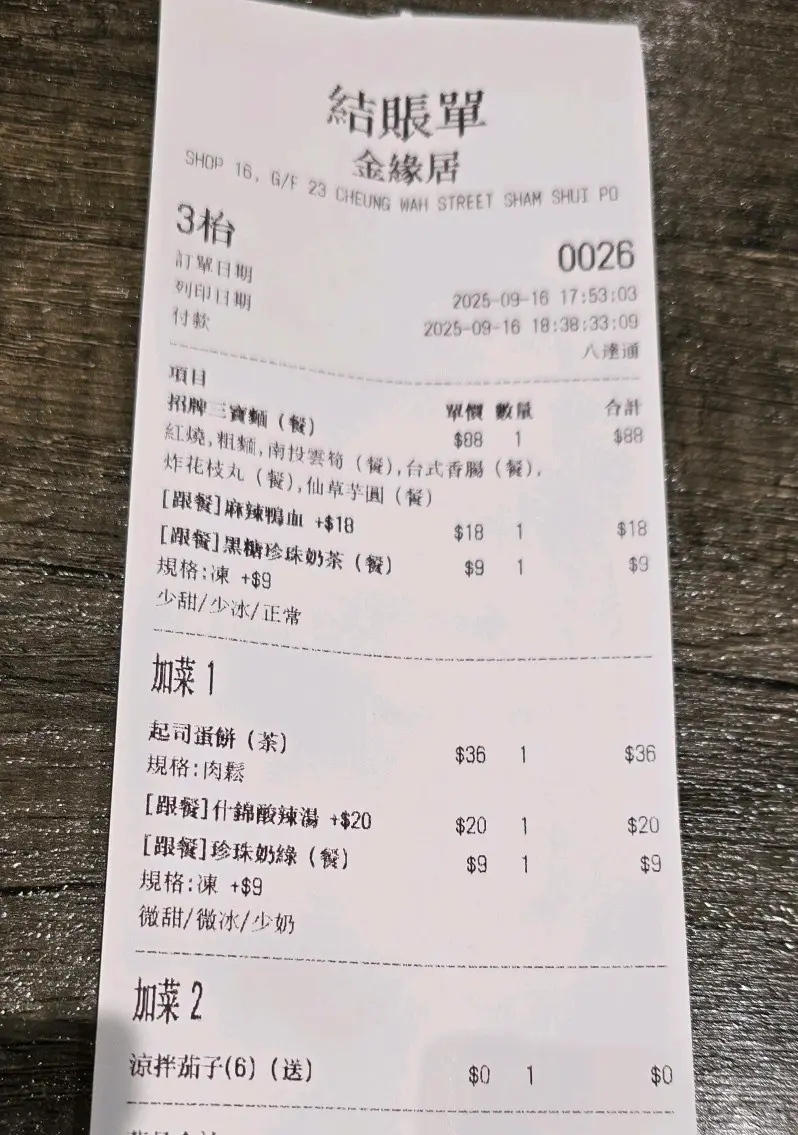 結賬單
金緣居
SHOP 16, G/F 23 CHEUNG WAH STREET SHAM SHUI PO
3枱 0026
訂單日期 2025-09-16 17:53:03
列印日期 2025-09-16 18:38:33:09
付款 八達通
項目 單價 數量 合計
招牌三寶麵 (餐) $88 1 $88
紅燒,粗麵,南投雲筍 (餐),台式香腸 (餐),
炸花枝丸 (餐),仙草芋圓 (餐)
[跟餐]麻辣鴨血 +$18 $18 1 $18
[跟餐]黑糖珍珠奶茶 (餐) $9 1 $9
規格:凍 +$9
少甜/少冰/正常
加菜 1
起司蛋餅 (茶) $36 1 $36
規格:肉鬆
[跟餐]什錦酸辣湯 +$20 $20 1 $20
[跟餐]珍珠奶綠 (餐) $9 1 $9
規格:凍 +$9
微甜/微冰/少奶
加菜 2
涼拌茄子(6) (送) $0 1 $0